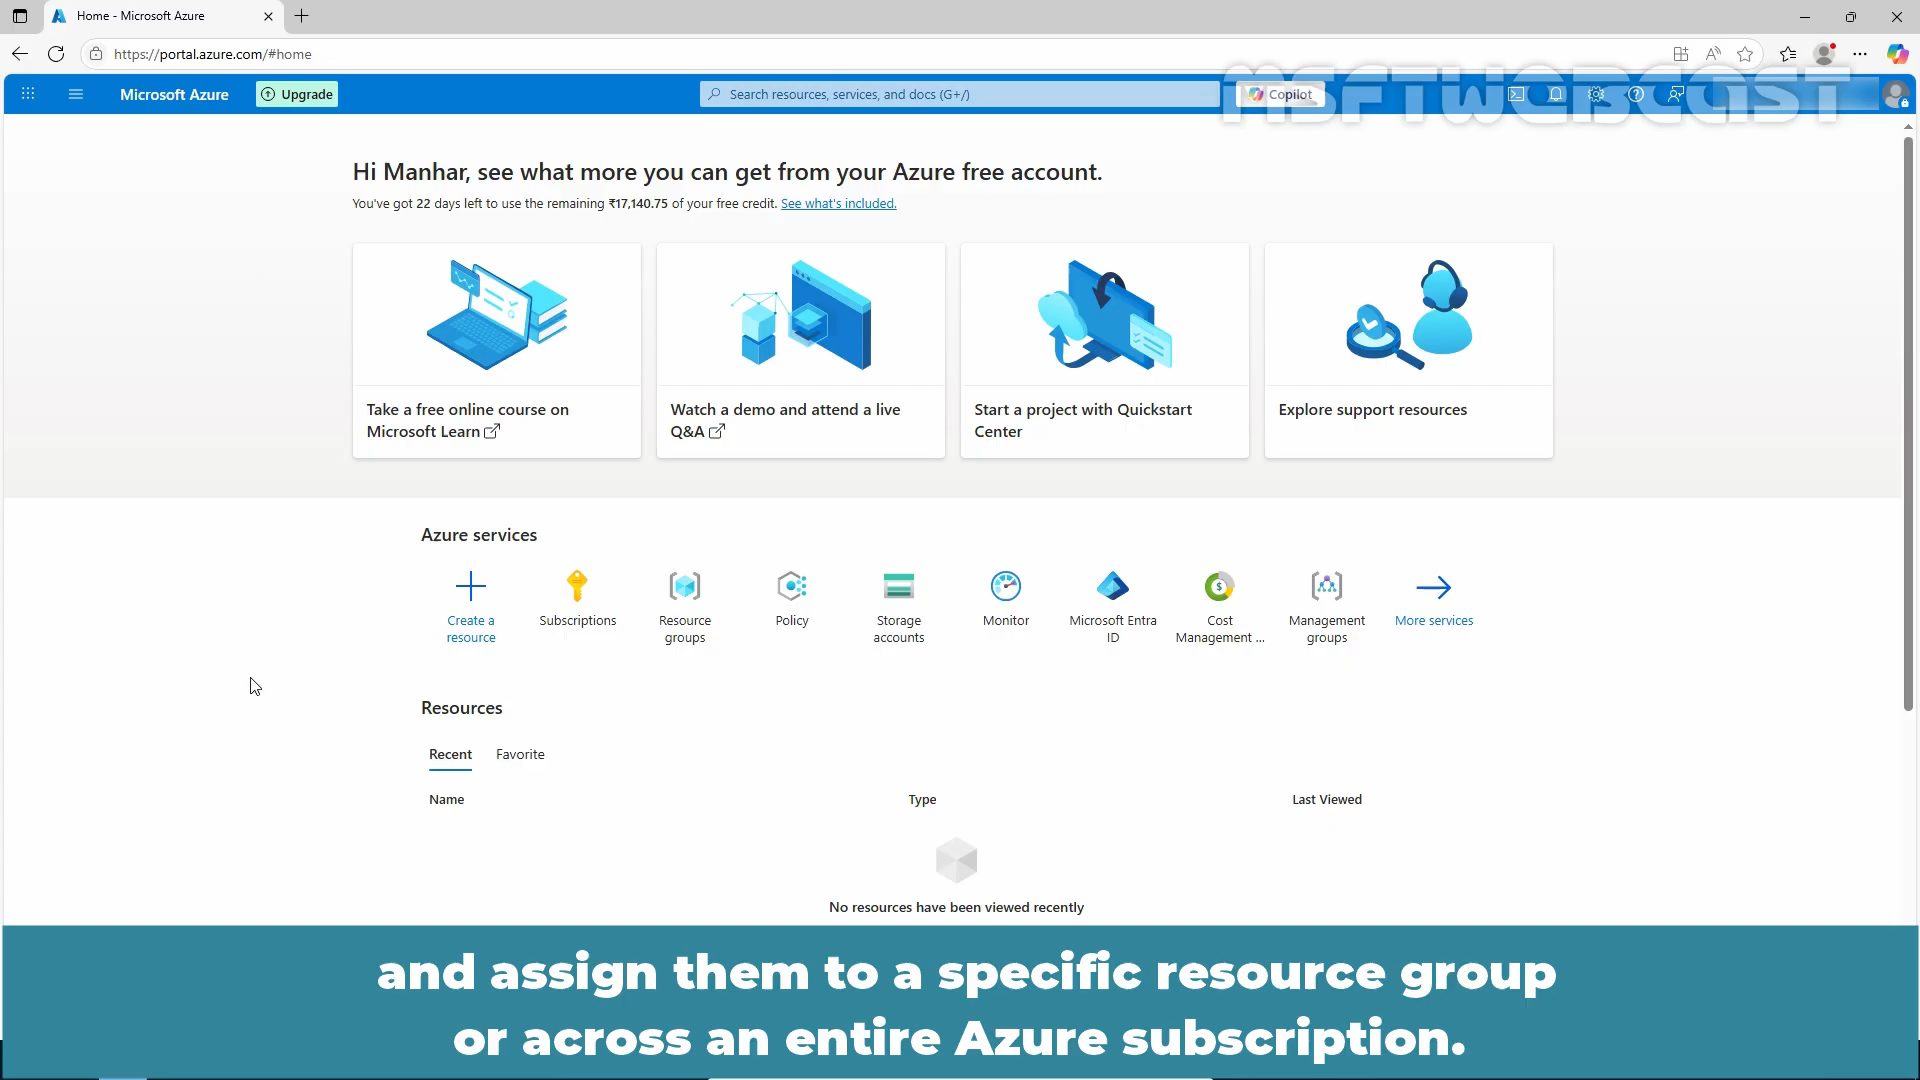 Home - Microsoft Azure
https://portal.azure.com/#home
Microsoft Azure
Upgrade
Search resources, services, and docs (G+/)
Copilot
MSFTWEBCAST
Hi Manhar, see what more you can get from your Azure free account.
You've got 22 days left to use the remaining ₹17,140.75 of your free credit. See what's included.
Take a free online course on
Microsoft Learn
Watch a demo and attend a live
Q&A
Start a project with Quickstart
Center
Explore support resources
Azure services
Create a
resource
Subscriptions
Resource
groups
Policy
Storage
accounts
Monitor
Microsoft Entra
ID
Cost
Management ...
Management
groups
More services
Resources
Recent
Favorite
Name
Type
Last Viewed
No resources have been viewed recently
and assign them to a specific resource group
or across an entire Azure subscription.